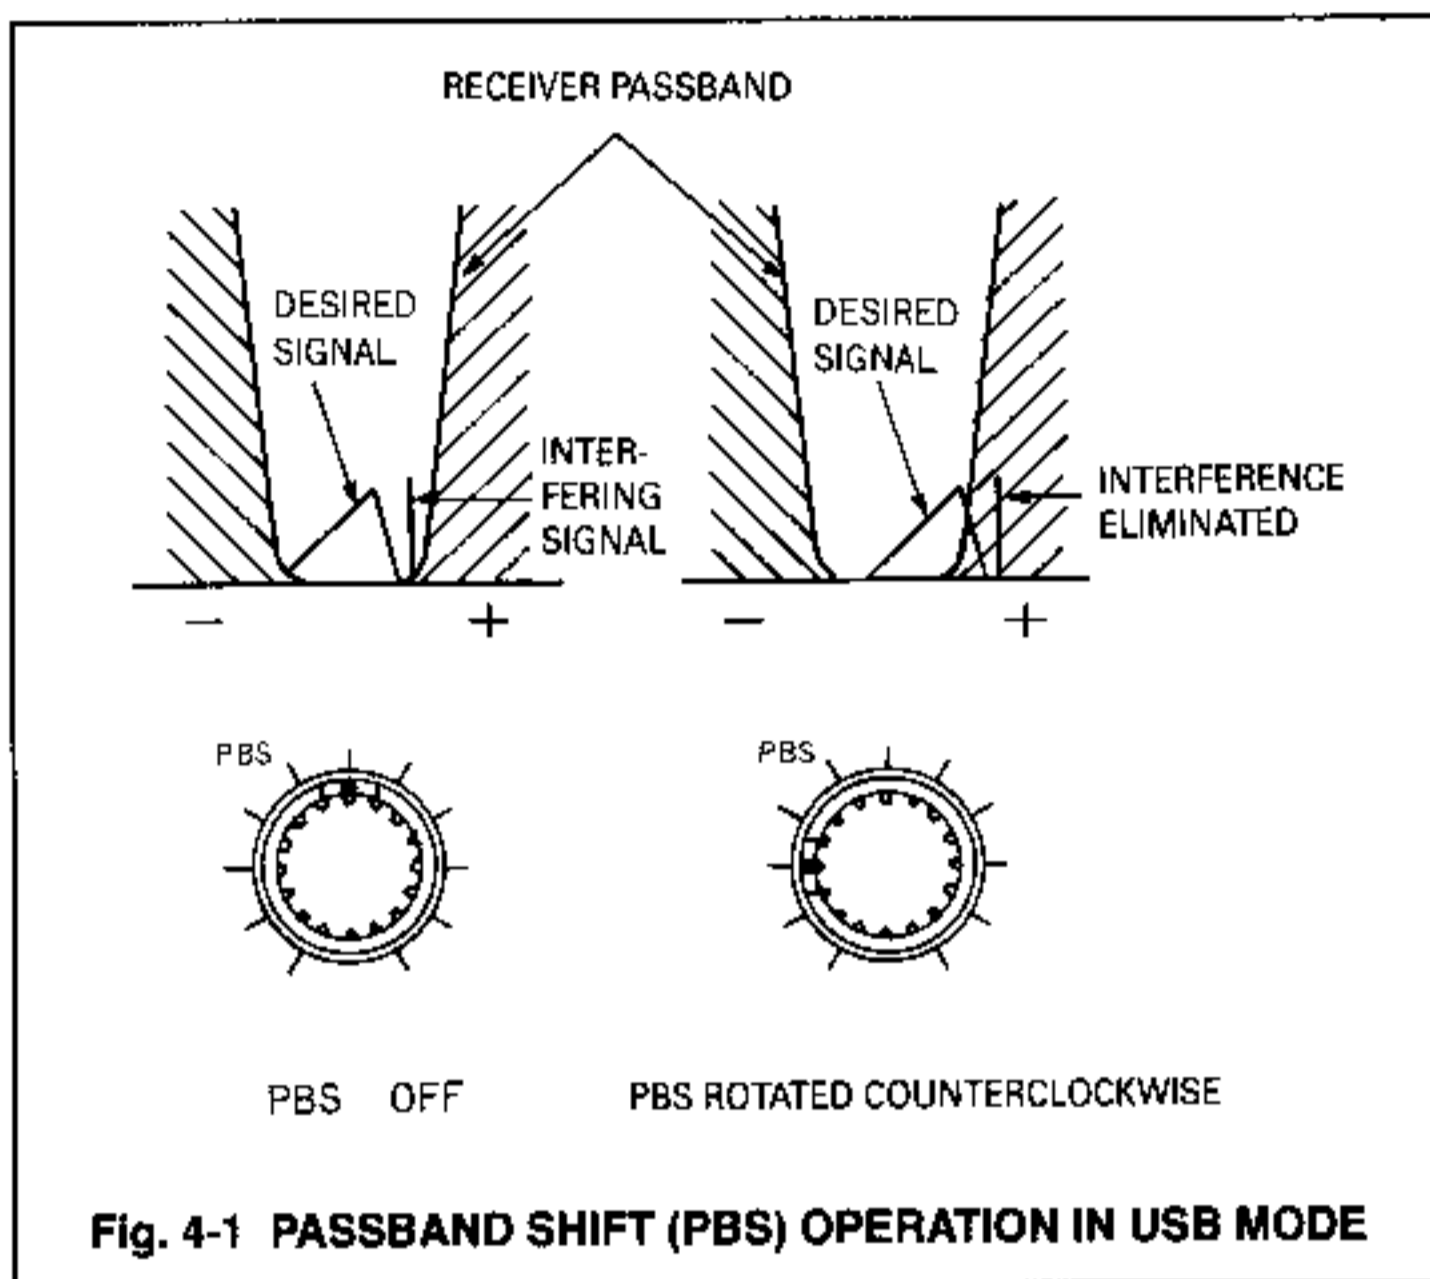 RECEIVER PASSBAND
DESIRED
SIGNAL
INTER-
FERING
SIGNAL
DESIRED
SIGNAL
INTERFERENCE
ELIMINATED
− +
− +
PBS
PBS
PBS OFF
PBS ROTATED COUNTERCLOCKWISE
Fig. 4-1 PASSBAND SHIFT (PBS) OPERATION IN USB MODE